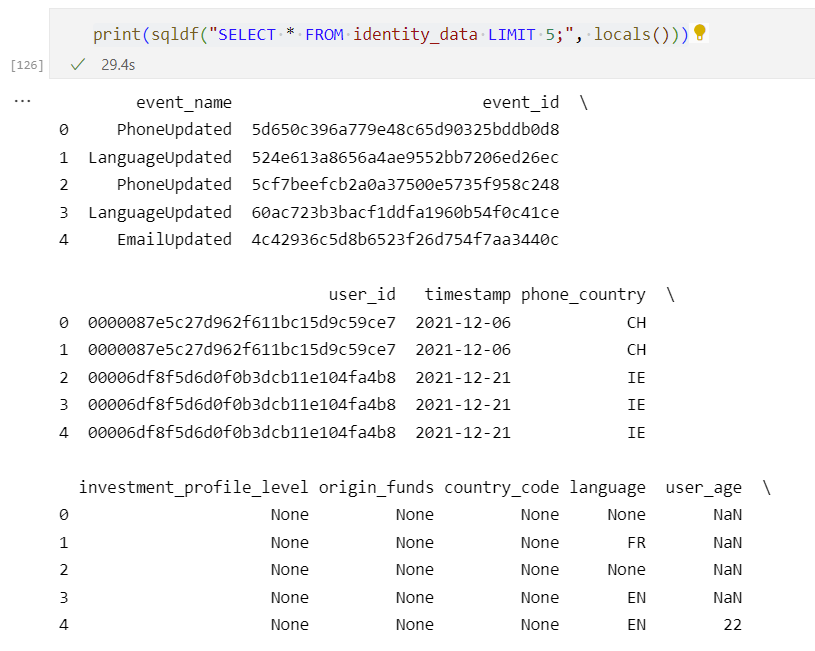 print(sqldf("SELECT * FROM identity_data LIMIT 5;", locals()))
[126] ✓ 29.4s
... event_name event_id \
0 PhoneUpdated 5d650c396a779e48c65d90325bddb0d8
1 LanguageUpdated 524e613a8656a4ae9552bb7206ed26ec
2 PhoneUpdated 5cf7beefcb2a0a37500e5735f958c248
3 LanguageUpdated 60ac723b3bacf1ddfa1960b54f0c41ce
4 EmailUpdated 4c42936c5d8b6523f26d754f7aa3440c
user_id timestamp phone_country \
0 0000087e5c27d962f611bc15d9c59ce7 2021-12-06 CH
1 0000087e5c27d962f611bc15d9c59ce7 2021-12-06 CH
2 00006df8f5d6d0f0b3dcb11e104fa4b8 2021-12-21 IE
3 00006df8f5d6d0f0b3dcb11e104fa4b8 2021-12-21 IE
4 00006df8f5d6d0f0b3dcb11e104fa4b8 2021-12-21 IE
investment_profile_level origin_funds country_code language user_age \
0 None None None None NaN
1 None None None FR NaN
2 None None None None NaN
3 None None None EN NaN
4 None None None EN 22